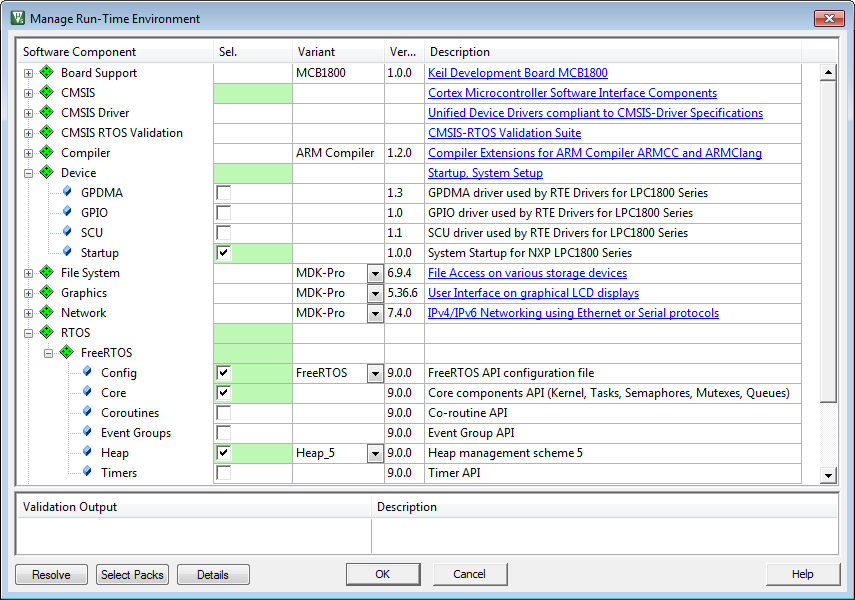 Manage Run-Time Environment
Software Component Sel. Variant Ver... Description
Board Support MCB1800 1.0.0 Keil Development Board MCB1800
CMSIS Cortex Microcontroller Software Interface Components
CMSIS Driver Unified Device Drivers compliant to CMSIS-Driver Specifications
CMSIS RTOS Validation CMSIS-RTOS Validation Suite
Compiler ARM Compiler 1.2.0 Compiler Extensions for ARM Compiler ARMCC and ARMClang
Device Startup, System Setup
GPDMA 1.3 GPDMA driver used by RTE Drivers for LPC1800 Series
GPIO 1.0 GPIO driver used by RTE Drivers for LPC1800 Series
SCU 1.1 SCU driver used by RTE Drivers for LPC1800 Series
Startup 1.0.0 System Startup for NXP LPC1800 Series
File System MDK-Pro 6.9.4 File Access on various storage devices
Graphics MDK-Pro 5.36.6 User Interface on graphical LCD displays
Network MDK-Pro 7.4.0 IPv4/IPv6 Networking using Ethernet or Serial protocols
RTOS
FreeRTOS
Config FreeRTOS 9.0.0 FreeRTOS API configuration file
Core 9.0.0 Core components API (Kernel, Tasks, Semaphores, Mutexes, Queues)
Coroutines 9.0.0 Co-routine API
Event Groups 9.0.0 Event Group API
Heap Heap_5 9.0.0 Heap management scheme 5
Timers 9.0.0 Timer API
Validation Output Description
Resolve Select Packs Details OK Cancel Help